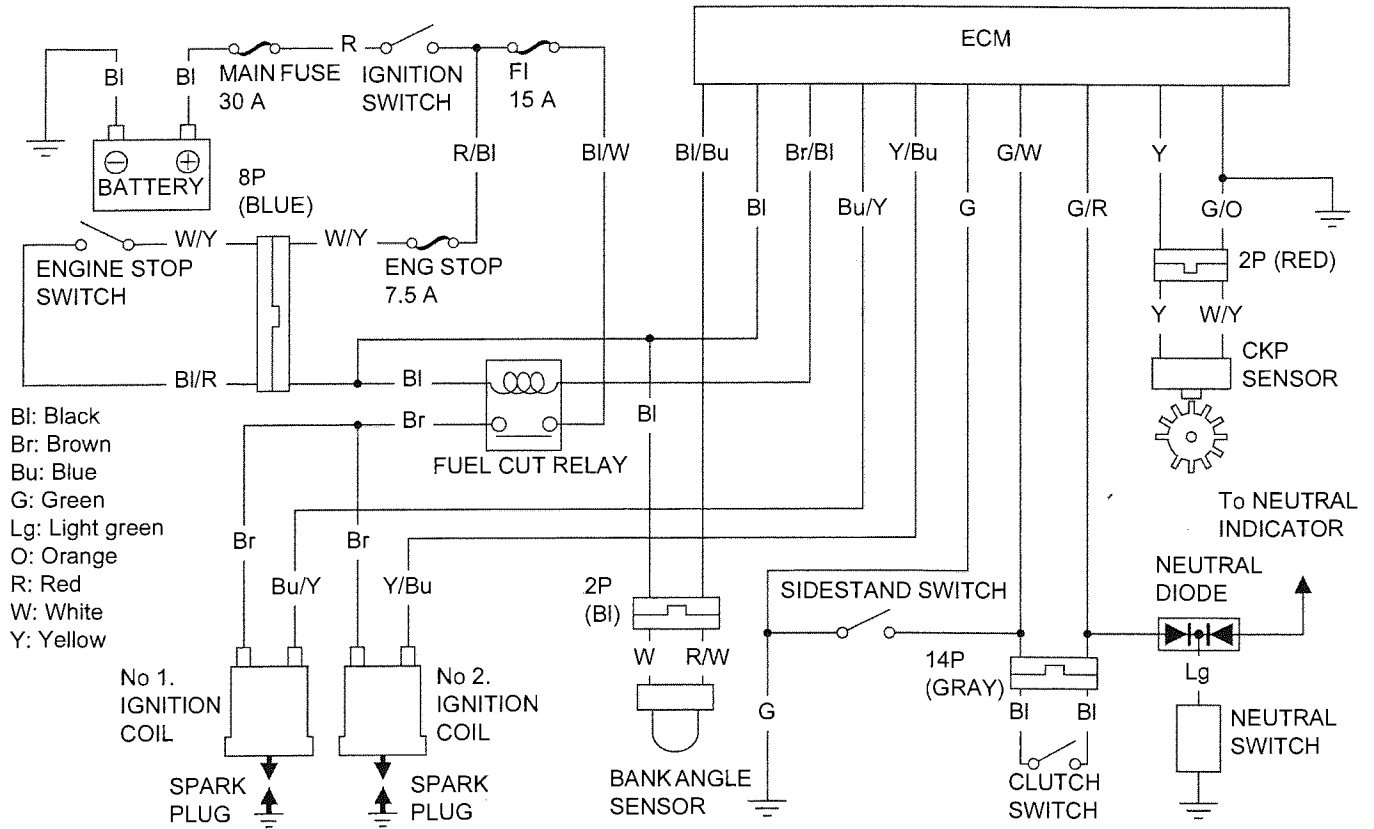 ECM
R
Bl
Bl
MAIN FUSE
30 A
IGNITION
SWITCH
FI
15 A
⊖
⊕
BATTERY
8P
(BLUE)
R/Bl
Bl/W
Bl/Bu
Br/Bl
Y/Bu
G/W
Y
Bl
Bu/Y
G
G/R
G/O
W/Y
W/Y
ENGINE STOP
SWITCH
ENG STOP
7.5 A
2P (RED)
Y
W/Y
CKP
SENSOR
Bl/R
Bl
Br
Bl
FUEL CUT RELAY
Bl: Black
Br: Brown
Bu: Blue
G: Green
Lg: Light green
O: Orange
R: Red
W: White
Y: Yellow
To NEUTRAL
INDICATOR
Br
Br
Bu/Y
Y/Bu
2P
(Bl)
SIDESTAND SWITCH
NEUTRAL
DIODE
W
R/W
14P
(GRAY)
Lg
No 1.
IGNITION
COIL
No 2.
IGNITION
COIL
G
Bl
Bl
NEUTRAL
SWITCH
SPARK
PLUG
SPARK
PLUG
BANK ANGLE
SENSOR
CLUTCH
SWITCH